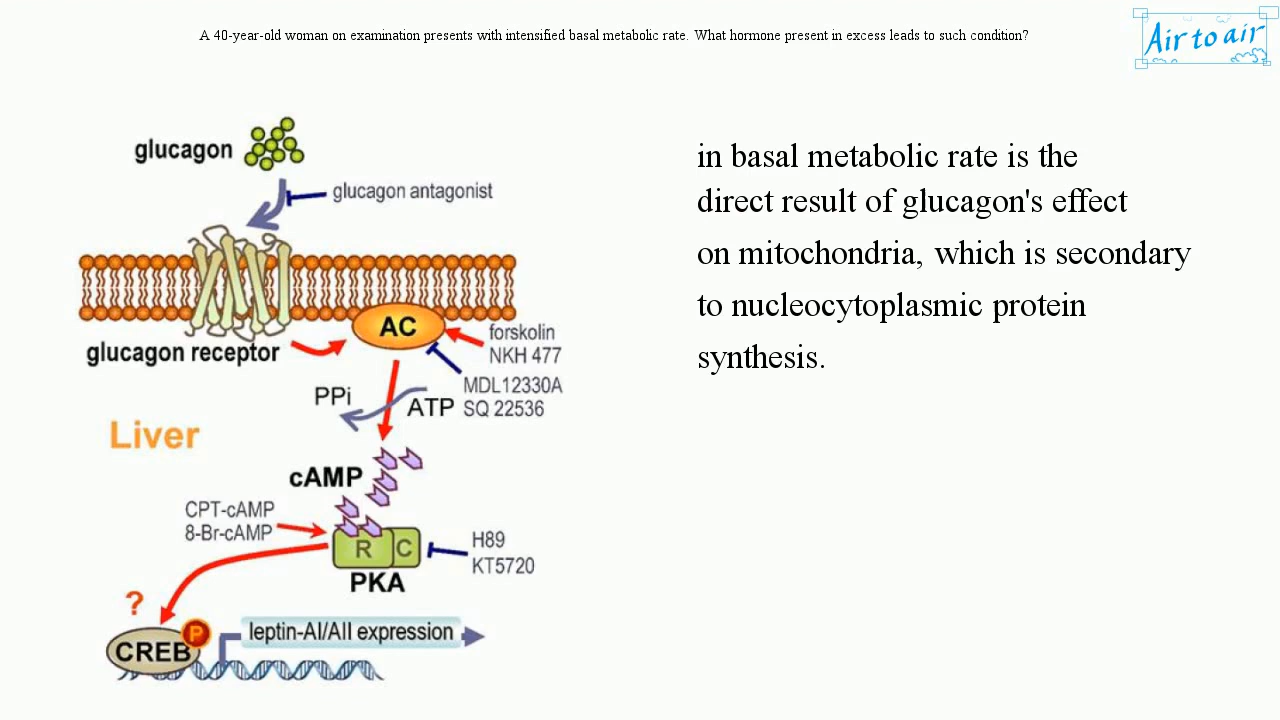 A 40-year-old woman on examination presents with intensified basal metabolic rate. What hormone present in excess leads to such condition?
Air to air
glucagon
glucagon antagonist
in basal metabolic rate is the
direct result of glucagon's effect
on mitochondria, which is secondary
to nucleocytoplasmic protein
synthesis.
AC
glucagon receptor
forskolin
NKH 477
MDL12330A
SQ 22536
PPi
ATP
Liver
cAMP
CPT-cAMP
8-Br-cAMP
R C
H89
KT5720
PKA
?
P
CREB
leptin-AI/AII expression